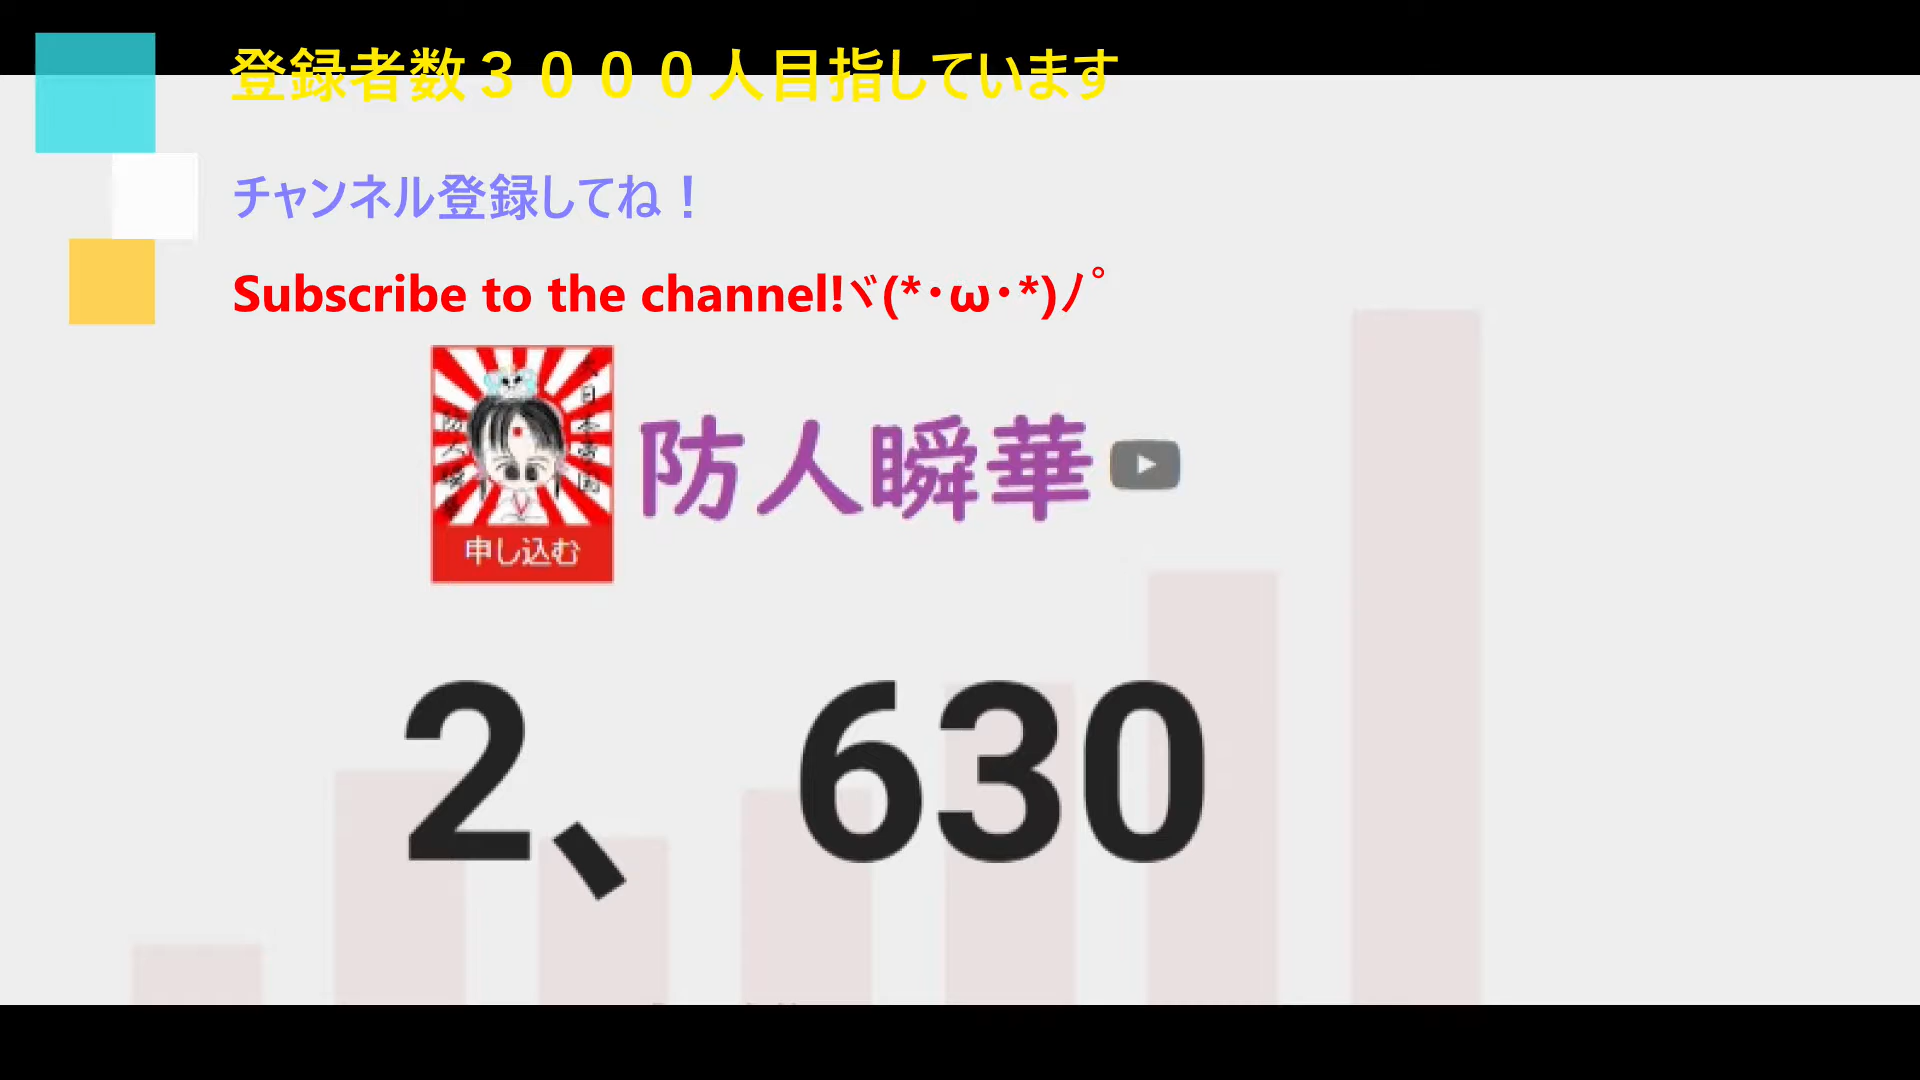 登録者数３０００人目指しています
チャンネル登録してね！
Subscribe to the channel!ヾ(*･ω･*)ﾉﾟ
防人瞬華
申し込む
2、630